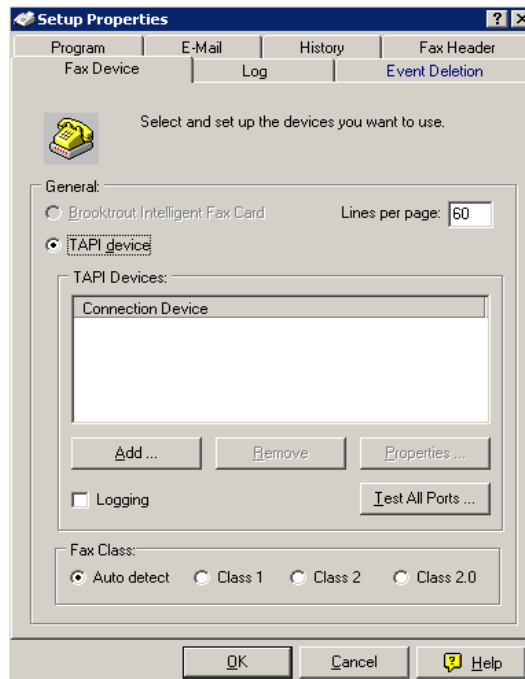 Setup Properties
Program E-Mail History Fax Header
Fax Device Log Event Deletion
Select and set up the devices you want to use.
General:
Brooktrout Intelligent Fax Card Lines per page: 60
TAPI device
TAPI Devices:
Connection Device
Add ... Remove Properties ...
Logging Test All Ports ...
Fax Class:
Auto detect Class 1 Class 2 Class 2.0
OK Cancel Help